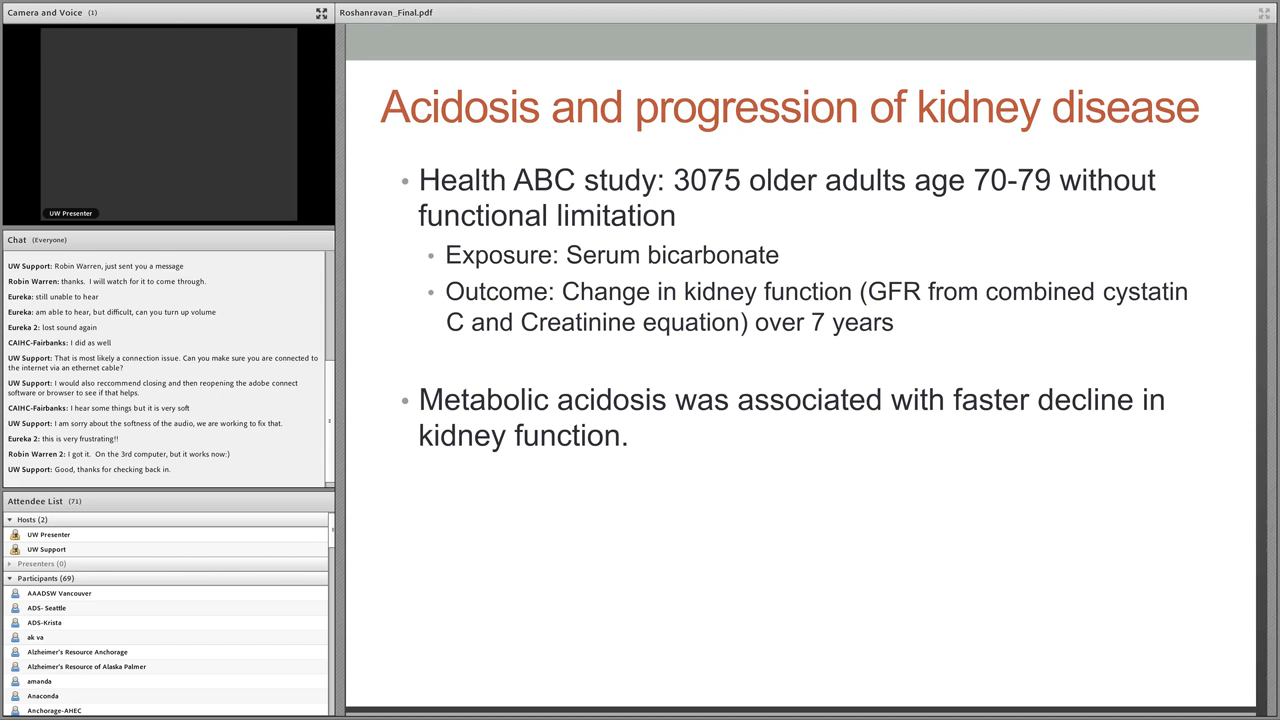 Camera and Voice (1)
Roshanravan_Final.pdf
UW Presenter
Chat (Everyone)
UW Support: Robin Warren, just sent you a message
Robin Warren: thanks. I will watch for it to come through.
Eureka: still unable to hear
Eureka: am able to hear, but difficult, can you turn up volume
Eureka 2: lost sound again
CAIHC-Fairbanks: I did as well
UW Support: That is most likely a connection issue. Can you make sure you are connected to
the internet via an ethernet cable?
UW Support: I would also reccommend closing and then reopening the adobe connect
software or browser to see if that helps.
CAIHC-Fairbanks: I hear some things but it is very soft
UW Support: I am sorry about the softness of the audio, we are working to fix that.
Eureka 2: this is very frustrating!!
Robin Warren 2: I got it. On the 3rd computer, but it works now:)
UW Support: Good, thanks for checking back in.
Attendee List (71)
Hosts (2)
UW Presenter
UW Support
Presenters (0)
Participants (69)
AAADSW Vancouver
ADS- Seattle
ADS-Krista
ak va
Alzheimer's Resource Anchorage
Alzheimer's Resource of Alaska Palmer
amanda
Anaconda
Anchorage-AHEC
Acidosis and progression of kidney disease
• Health ABC study: 3075 older adults age 70-79 without
functional limitation
• Exposure: Serum bicarbonate
• Outcome: Change in kidney function (GFR from combined cystatin
C and Creatinine equation) over 7 years
• Metabolic acidosis was associated with faster decline in
kidney function.